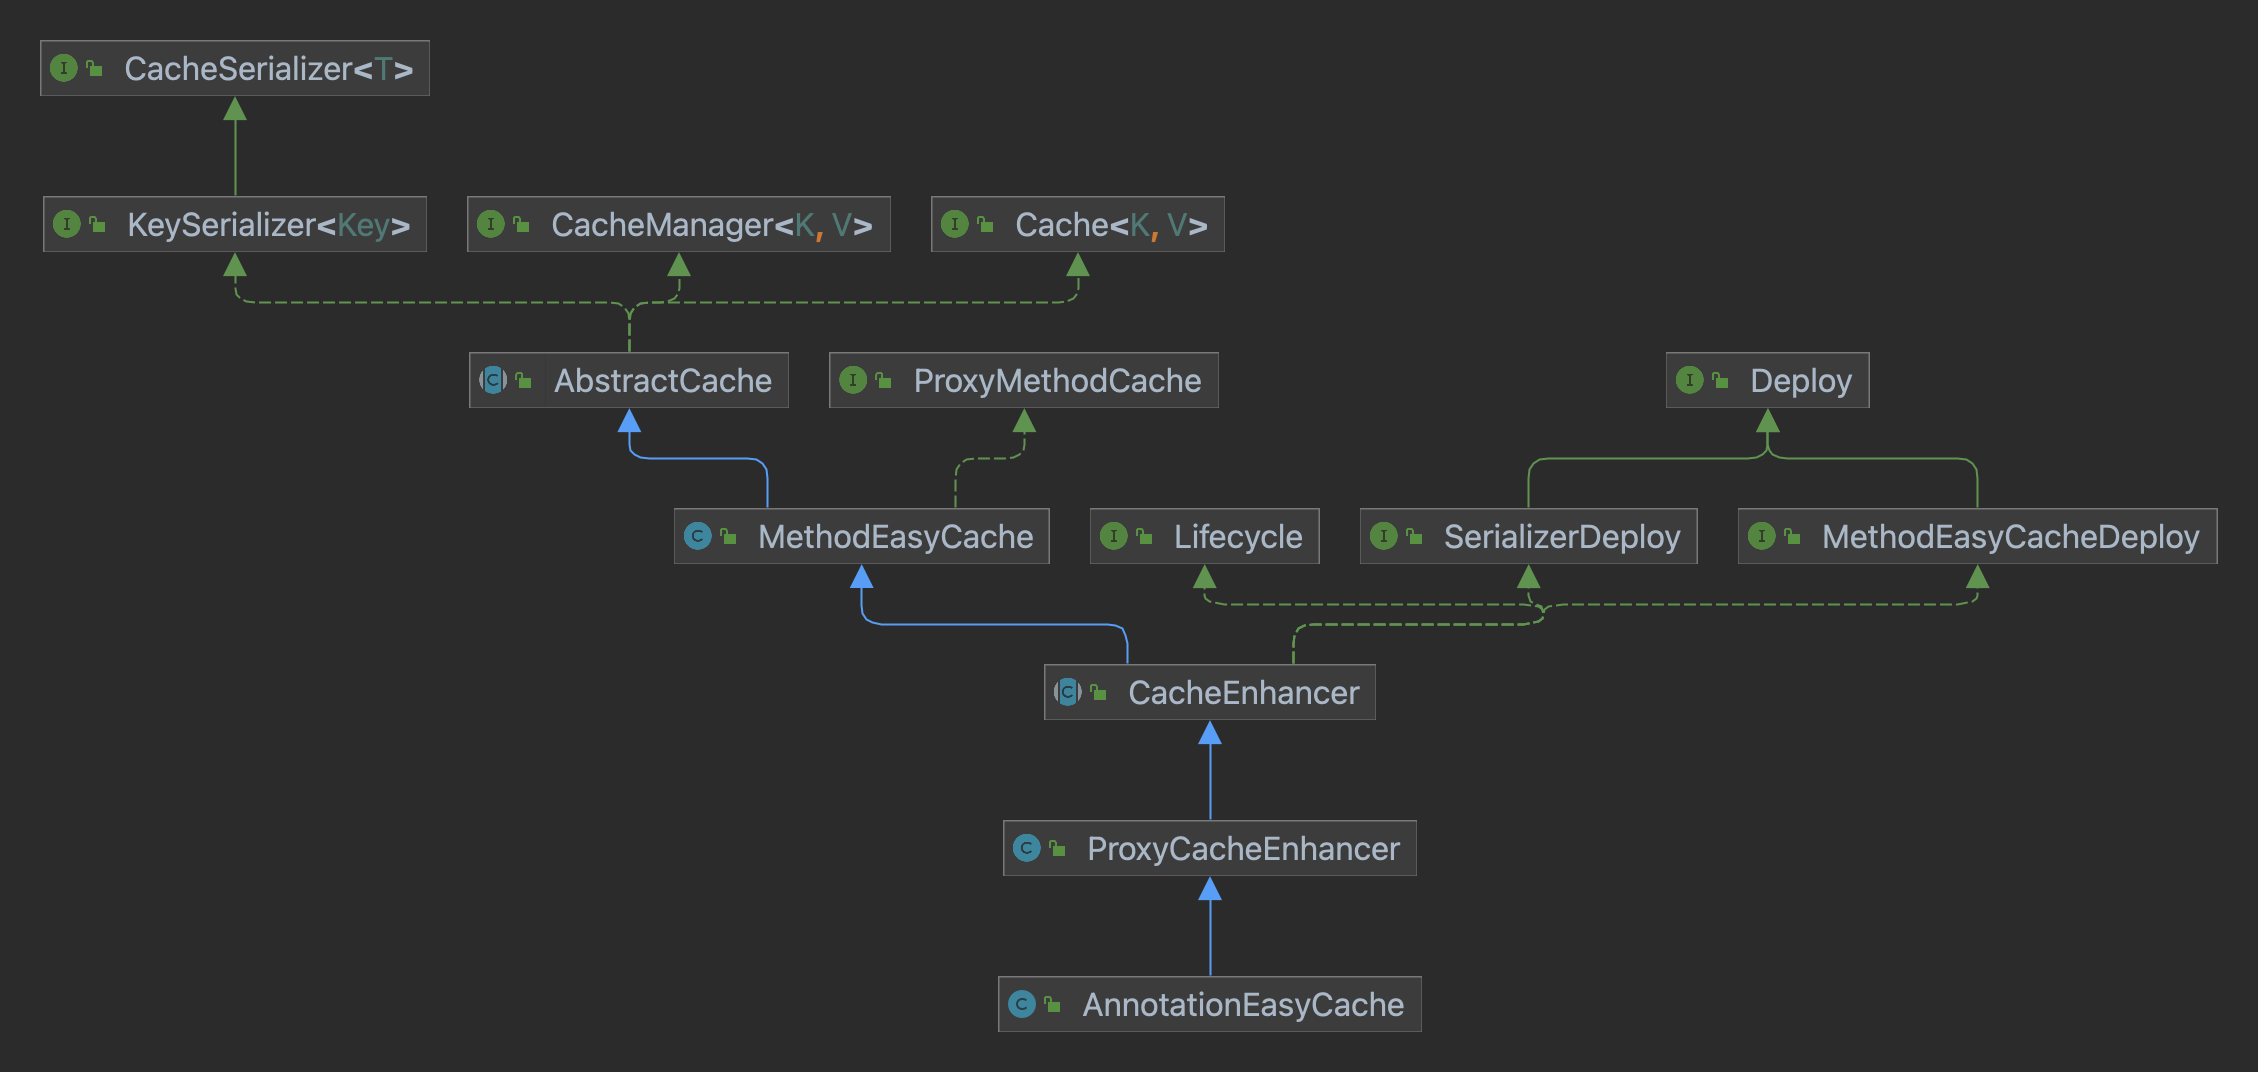 CacheSerializer<T>
KeySerializer<Key>
CacheManager<K, V>
Cache<K, V>
AbstractCache
ProxyMethodCache
Deploy
MethodEasyCache
Lifecycle
SerializerDeploy
MethodEasyCacheDeploy
CacheEnhancer
ProxyCacheEnhancer
AnnotationEasyCache